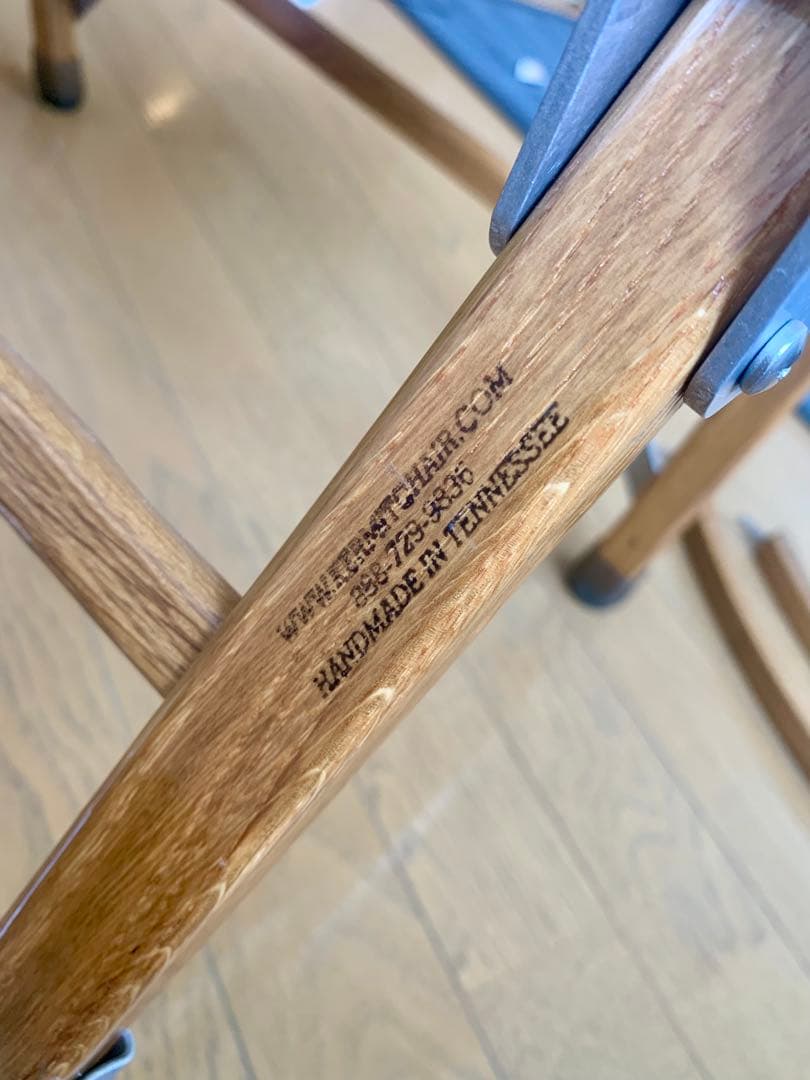 WWW.KERMITCHAIR.COM
888-729-9836
HANDMADE IN TENNESSEE